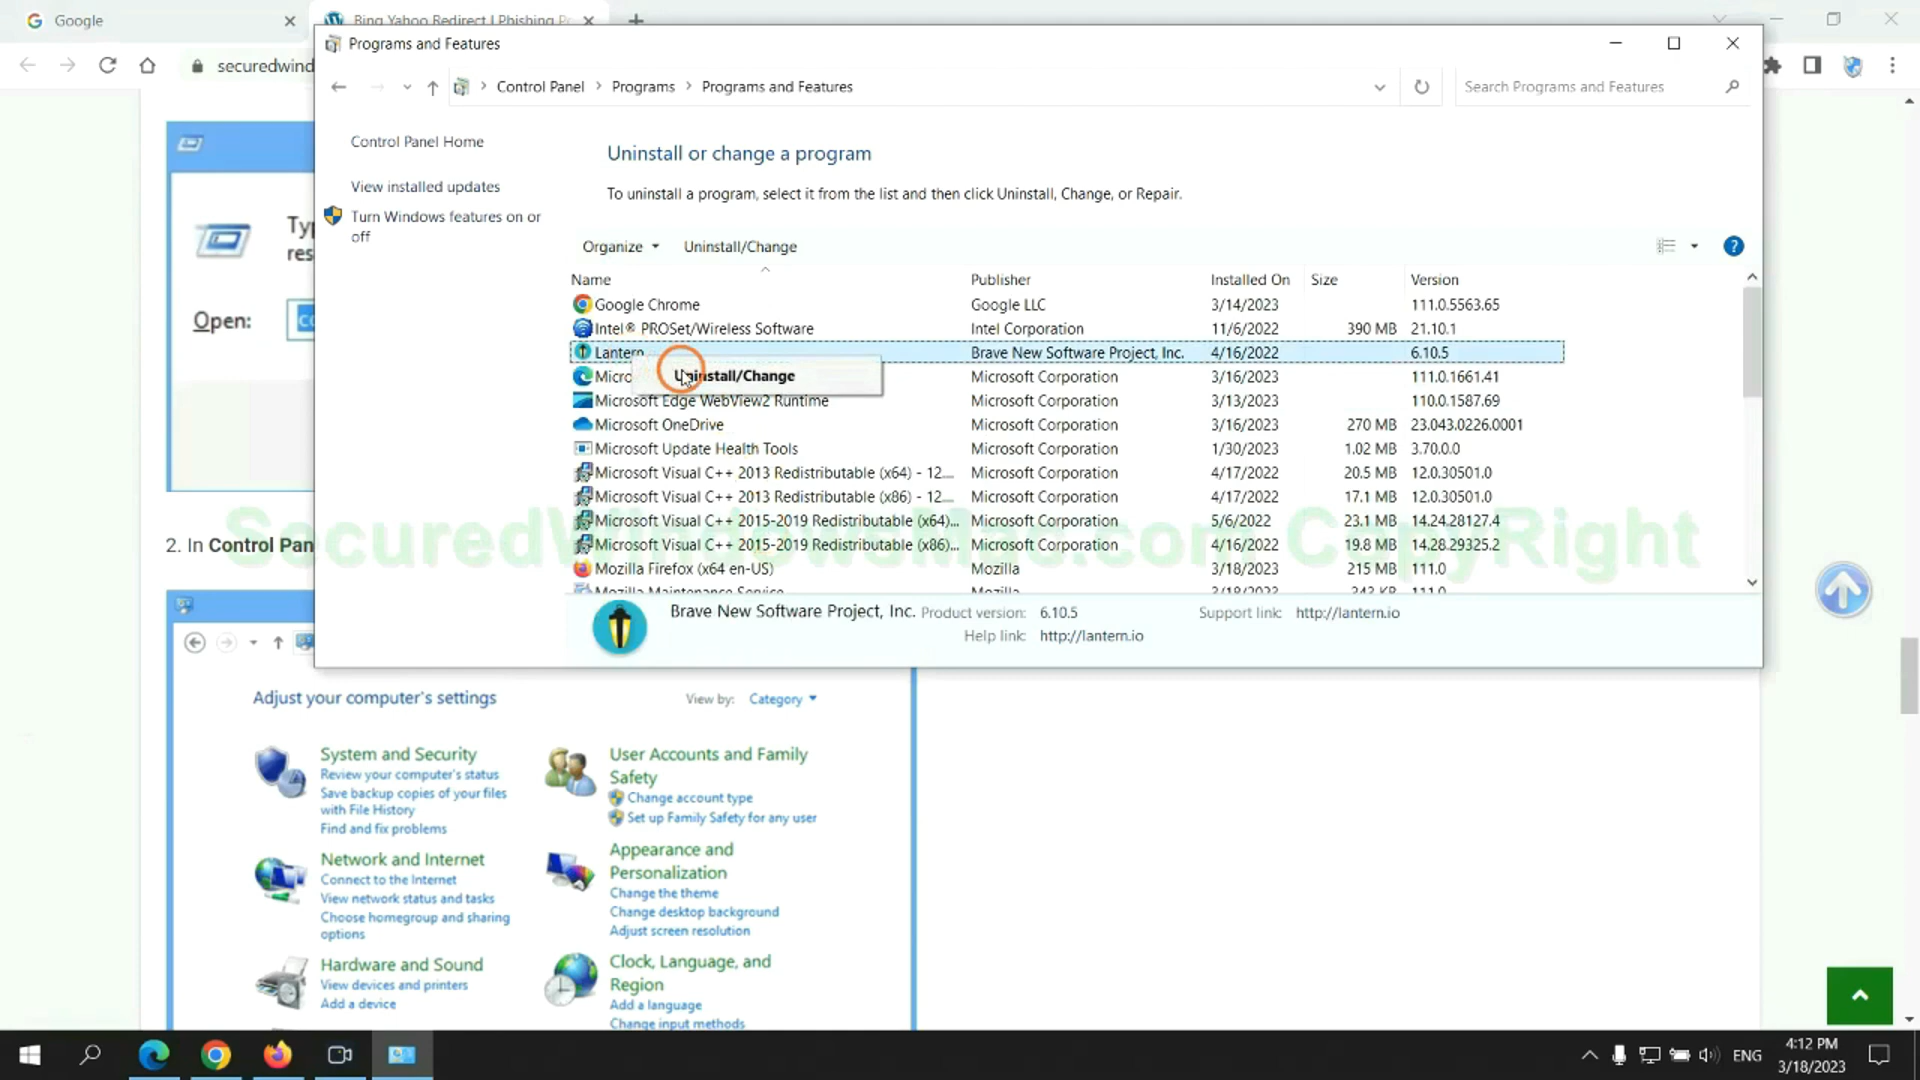 Google
Bing Yahoo Redirect | Phishing P
securedwind
Programs and Features
Control Panel
Programs
Programs and Features
Search Programs and Features
Control Panel Home
View installed updates
Turn Windows features on or
off
Uninstall or change a program
To uninstall a program, select it from the list and then click Uninstall, Change, or Repair.
Organize
Uninstall/Change
Name Publisher Installed On Size Version
Google Chrome Google LLC 3/14/2023 111.0.5563.65
Intel® PROSet/Wireless Software Intel Corporation 11/6/2022 390 MB 21.10.1
Lantern Brave New Software Project, Inc. 4/16/2022 6.10.5
Micro Microsoft Corporation 3/16/2023 111.0.1661.41
Uninstall/Change
Microsoft Edge WebView2 Runtime Microsoft Corporation 3/13/2023 110.0.1587.69
Microsoft OneDrive Microsoft Corporation 3/16/2023 270 MB 23.043.0226.0001
Microsoft Update Health Tools Microsoft Corporation 1/30/2023 1.02 MB 3.70.0.0
Microsoft Visual C++ 2013 Redistributable (x64) - 12.... Microsoft Corporation 4/17/2022 20.5 MB 12.0.30501.0
Microsoft Visual C++ 2013 Redistributable (x86) - 12.... Microsoft Corporation 4/17/2022 17.1 MB 12.0.30501.0
Microsoft Visual C++ 2015-2019 Redistributable (x64)... Microsoft Corporation 5/6/2022 23.1 MB 14.24.28127.4
Microsoft Visual C++ 2015-2019 Redistributable (x86)... Microsoft Corporation 4/16/2022 19.8 MB 14.28.29325.2
Mozilla Firefox (x64 en-US) Mozilla 3/18/2023 215 MB 111.0
Mozilla Maintenance Service Mozilla 3/18/2023 243 KB 111.0
Brave New Software Project, Inc. Product version: 6.10.5 Support link: http://lantern.io
Help link: http://lantern.io
SecuredWindowsMac.com Copy Right
Ty
res
Open:
co
2. In Control Pan
Adjust your computer's settings
View by: Category
System and Security
Review your computer's status
Save backup copies of your files
with File History
Find and fix problems
Network and Internet
Connect to the Internet
View network status and tasks
Choose homegroup and sharing
options
Hardware and Sound
View devices and printers
Add a device
User Accounts and Family
Safety
Change account type
Set up Family Safety for any user
Appearance and
Personalization
Change the theme
Change desktop background
Adjust screen resolution
Clock, Language, and
Region
Add a language
Change input methods
ENG
4:12 PM
3/18/2023